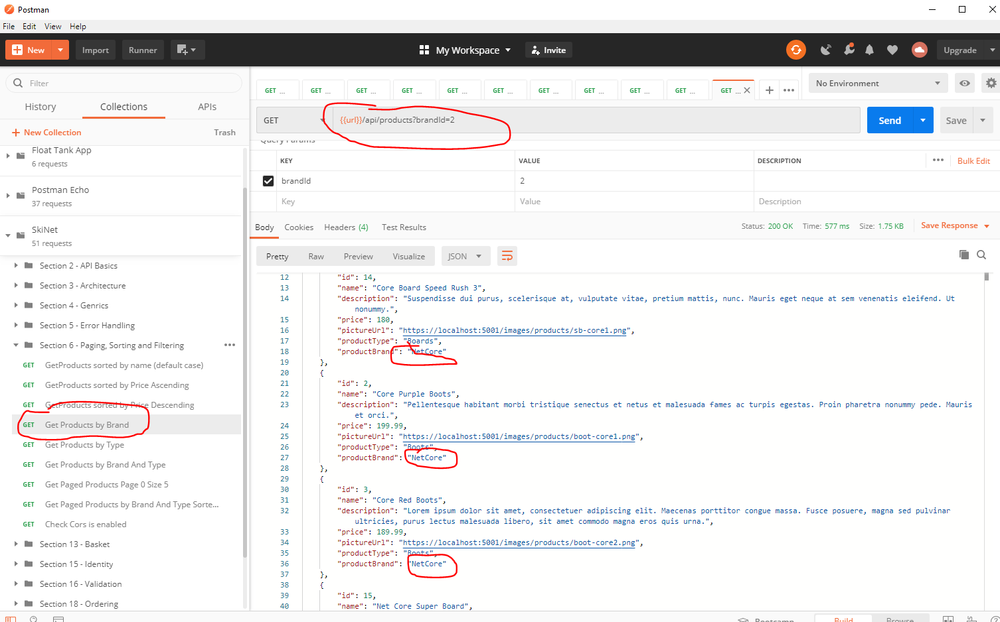 Postman
File Edit View Help
New Import Runner My Workspace Invite Upgrade
Filter
History Collections APIs
New Collection Trash
Float Tank App
6 requests
Postman Echo
37 requests
SkiNet
51 requests
Section 2 - API Basics
Section 3 - Architecture
Section 4 - Genrics
Section 5 - Error Handling
Section 6 - Paging, Sorting and Filtering
GET GetProducts sorted by name (default case)
GET GetProducts sorted by Price Ascending
GET GetProducts sorted by Price Descending
GET Get Products by Brand
GET Get Products by Type
GET Get Products by Brand And Type
GET Get Paged Products Page 0 Size 5
GET Get Paged Products by Brand And Type Sorte...
GET Check Cors is enabled
Section 13 - Basket
Section 15 - Identity
Section 16 - Validation
Section 18 - Ordering
GET ... GET ... GET ... GET ... GET ... GET ... GET ... GET ... GET ... GET ... GET ...
No Environment
GET {{url}}/api/products?brandId=2 Send Save
Query Params
KEY VALUE DESCRIPTION ••• Bulk Edit
brandId 2
Key Value Description
Body Cookies Headers (4) Test Results Status: 200 OK Time: 577 ms Size: 1.75 KB Save Response
Pretty Raw Preview Visualize JSON
12 "id": 14,
13 "name": "Core Board Speed Rush 3",
14 "description": "Suspendisse dui purus, scelerisque at, vulputate vitae, pretium mattis, nunc. Mauris eget neque at sem venenatis eleifend. Ut
nonummy.",
15 "price": 180,
16 "pictureUrl": "https://localhost:5001/images/products/sb-core1.png",
17 "productType": "Boards",
18 "productBrand": "NetCore"
19 },
20 {
21 "id": 2,
22 "name": "Core Purple Boots",
23 "description": "Pellentesque habitant morbi tristique senectus et netus et malesuada fames ac turpis egestas. Proin pharetra nonummy pede. Mauris
et orci.",
24 "price": 199.99,
25 "pictureUrl": "https://localhost:5001/images/products/boot-core1.png",
26 "productType": "Boots",
27 "productBrand": "NetCore"
28 },
29 {
30 "id": 3,
31 "name": "Core Red Boots",
32 "description": "Lorem ipsum dolor sit amet, consectetuer adipiscing elit. Maecenas porttitor congue massa. Fusce posuere, magna sed pulvinar
ultricies, purus lectus malesuada libero, sit amet commodo magna eros quis urna.",
33 "price": 189.99,
34 "pictureUrl": "https://localhost:5001/images/products/boot-core2.png",
35 "productType": "Boots",
36 "productBrand": "NetCore"
37 },
38 {
39 "id": 15,
40 "name": "Net Core Super Board",
Bootcamp Build Browse